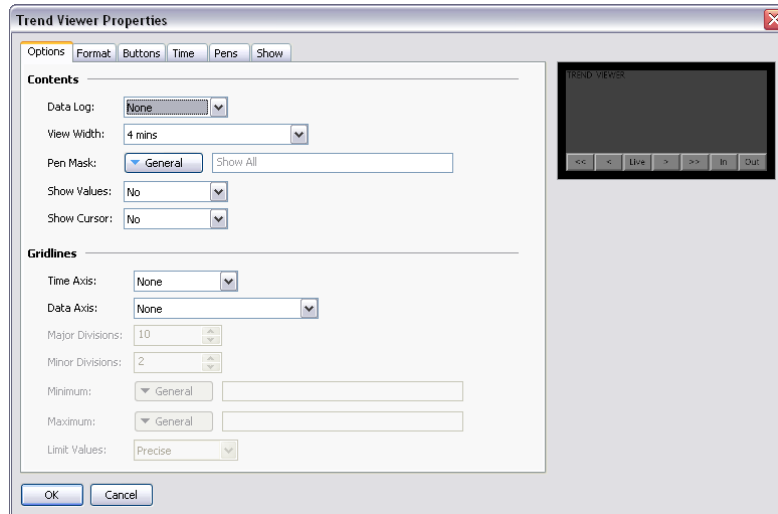 Trend Viewer Properties
Options Format Buttons Time Pens Show
Contents
Data Log: None
View Width: 4 mins
Pen Mask: General Show All
Show Values: No
Show Cursor: No
Gridlines
Time Axis: None
Data Axis: None
Major Divisions: 10
Minor Divisions: 2
Minimum: General
Maximum: General
Limit Values: Precise
OK Cancel
TREND VIEWER
<< < Live > >> In Out